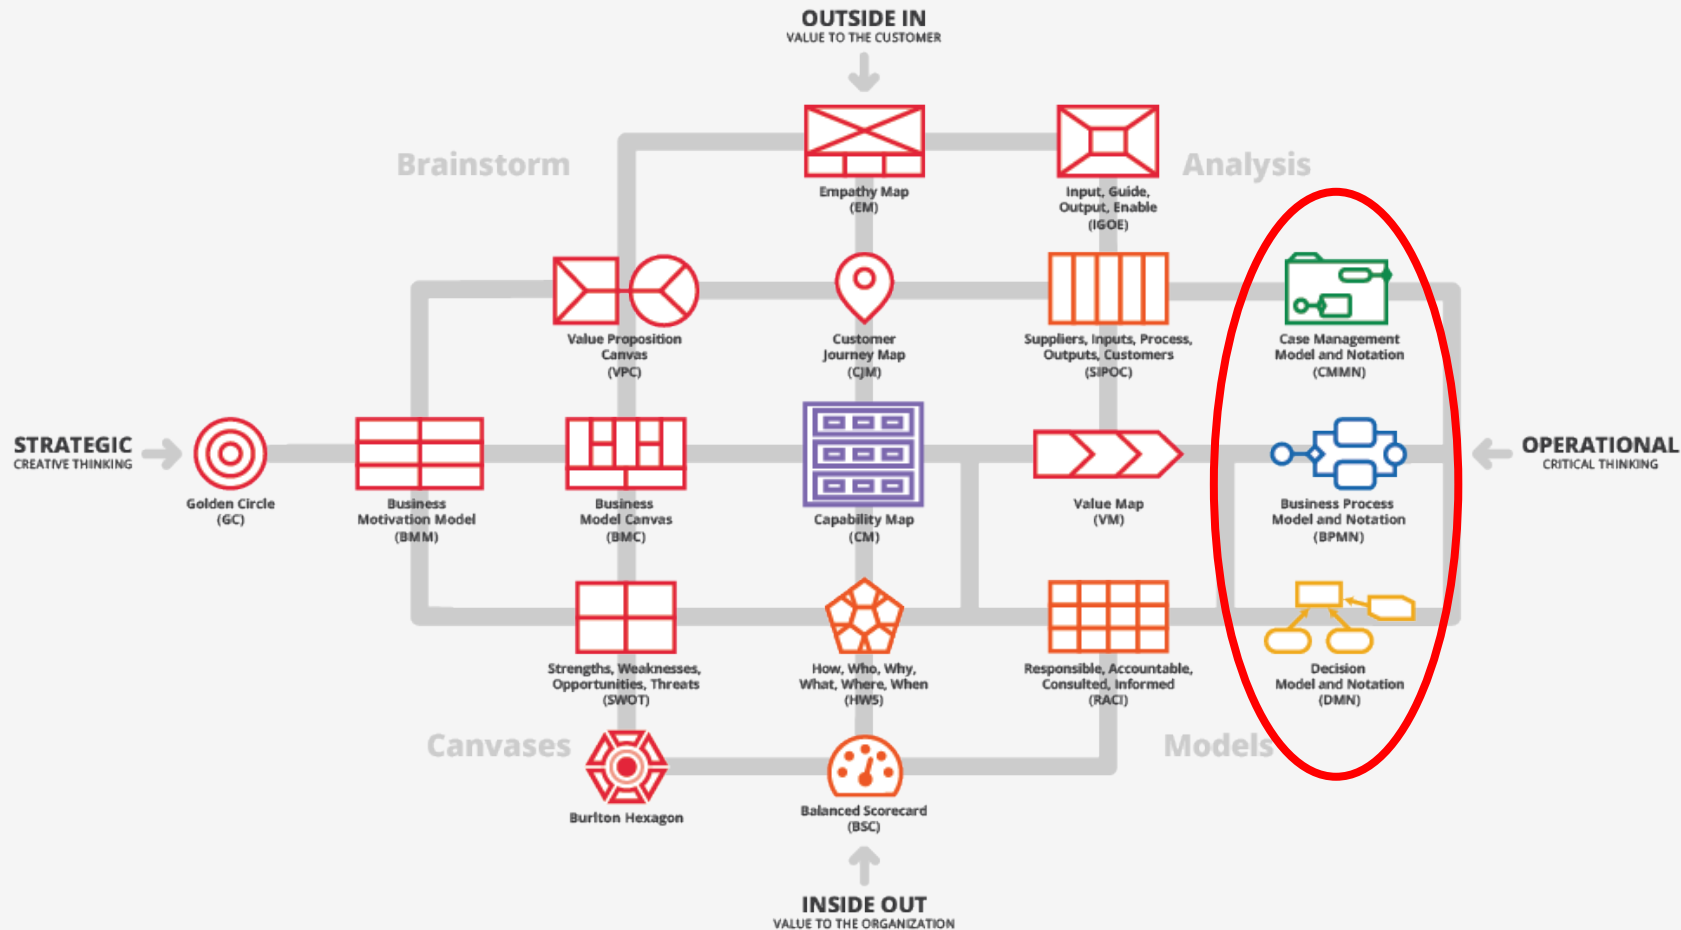 OUTSIDE IN
VALUE TO THE CUSTOMER
Brainstorm
Analysis
Empathy Map
(EM)
Input, Guide,
Output, Enable
(IGOE)
Value Proposition
Canvas
(VPC)
Customer
Journey Map
(CJM)
Suppliers, Inputs, Process,
Outputs, Customers
(SIPOC)
Case Management
Model and Notation
(CMMN)
STRATEGIC
CREATIVE THINKING
Golden Circle
(GC)
Business
Motivation Model
(BMM)
Business
Model Canvas
(BMC)
Capability Map
(CM)
Value Map
(VM)
Business Process
Model and Notation
(BPMN)
OPERATIONAL
CRITICAL THINKING
Strengths, Weaknesses,
Opportunities, Threats
(SWOT)
How, Who, Why,
What, Where, When
(HW5)
Responsible, Accountable,
Consulted, Informed
(RACI)
Decision
Model and Notation
(DMN)
Canvases
Models
Burlton Hexagon
Balanced Scorecard
(BSC)
INSIDE OUT
VALUE TO THE ORGANIZATION